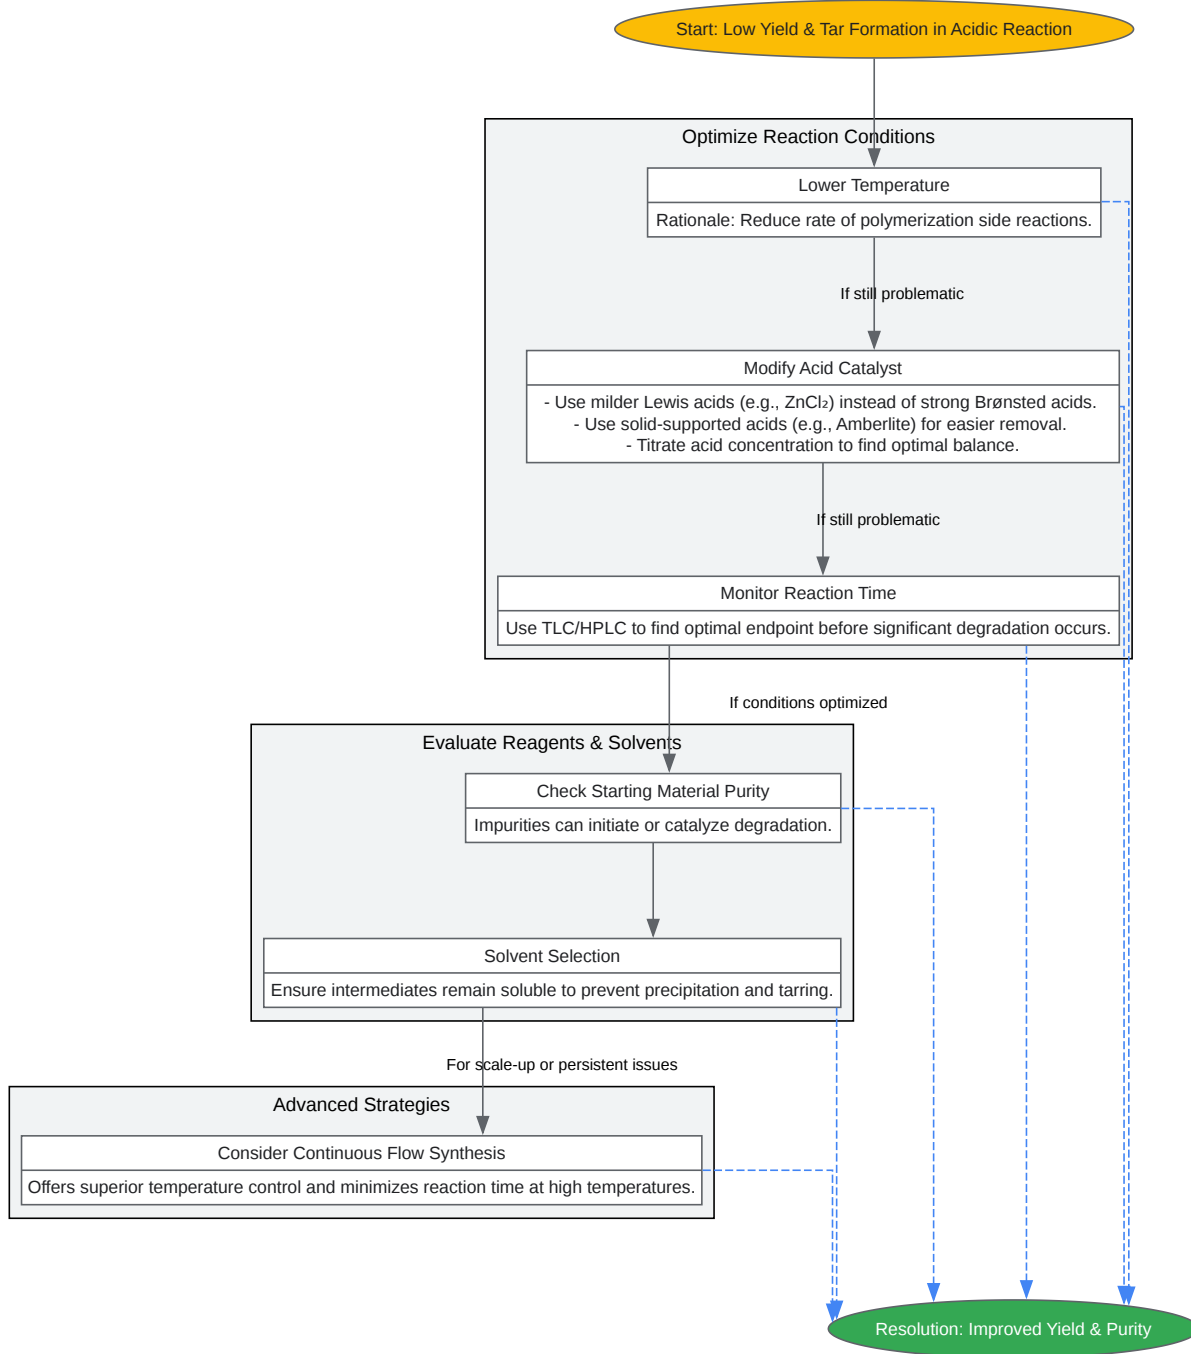 Start: Low Yield & Tar Formation in Acidic Reaction
Optimize Reaction Conditions
Lower Temperature
Rationale: Reduce rate of polymerization side reactions.
If still problematic
Modify Acid Catalyst
- Use milder Lewis acids (e.g., ZnCl₂) instead of strong Brønsted acids.
- Use solid-supported acids (e.g., Amberlite) for easier removal.
- Titrate acid concentration to find optimal balance.
If still problematic
Monitor Reaction Time
Use TLC/HPLC to find optimal endpoint before significant degradation occurs.
If conditions optimized
Evaluate Reagents & Solvents
Check Starting Material Purity
Impurities can initiate or catalyze degradation.
Solvent Selection
Ensure intermediates remain soluble to prevent precipitation and tarring.
For scale-up or persistent issues
Advanced Strategies
Consider Continuous Flow Synthesis
Offers superior temperature control and minimizes reaction time at high temperatures.
Resolution: Improved Yield & Purity